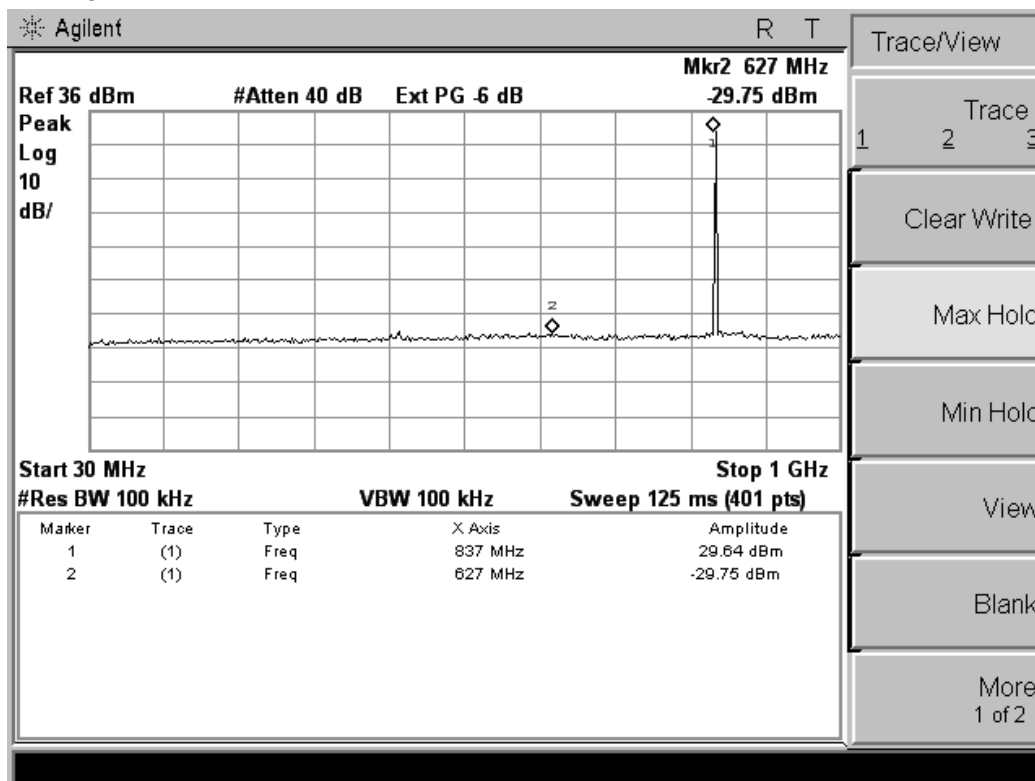 Agilent R T
Mkr2 627 MHz
Ref 36 dBm #Atten 40 dB Ext PG -6 dB -29.75 dBm
Peak
Log
10
dB/
1
2
Start 30 MHz Stop 1 GHz
#Res BW 100 kHz VBW 100 kHz Sweep 125 ms (401 pts)
Marker Trace Type X Axis Amplitude
1 (1) Freq 837 MHz 29.64 dBm
2 (1) Freq 627 MHz -29.75 dBm
Trace/View
Trace
1 2 3
Clear Write
Max Hold
Min Hold
View
Blank
More
1 of 2